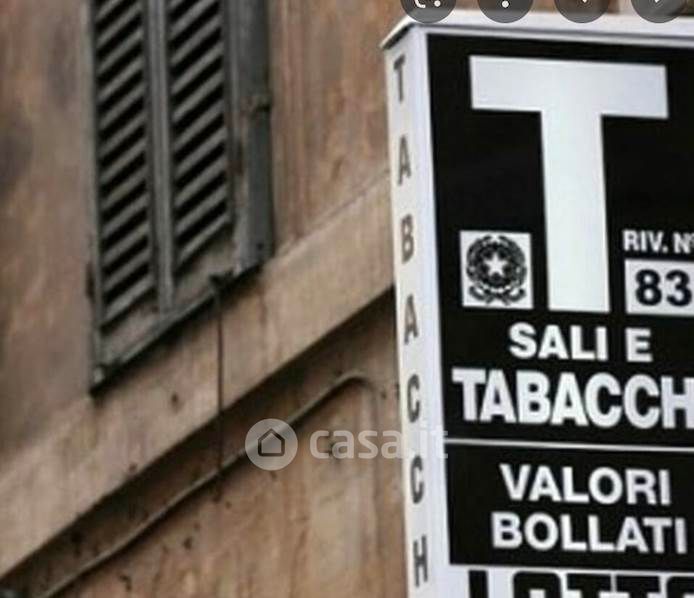 TABACCH
T
RIV. N°
83
SALI E
TABACCH
VALORI
BOLLATI
casa.it